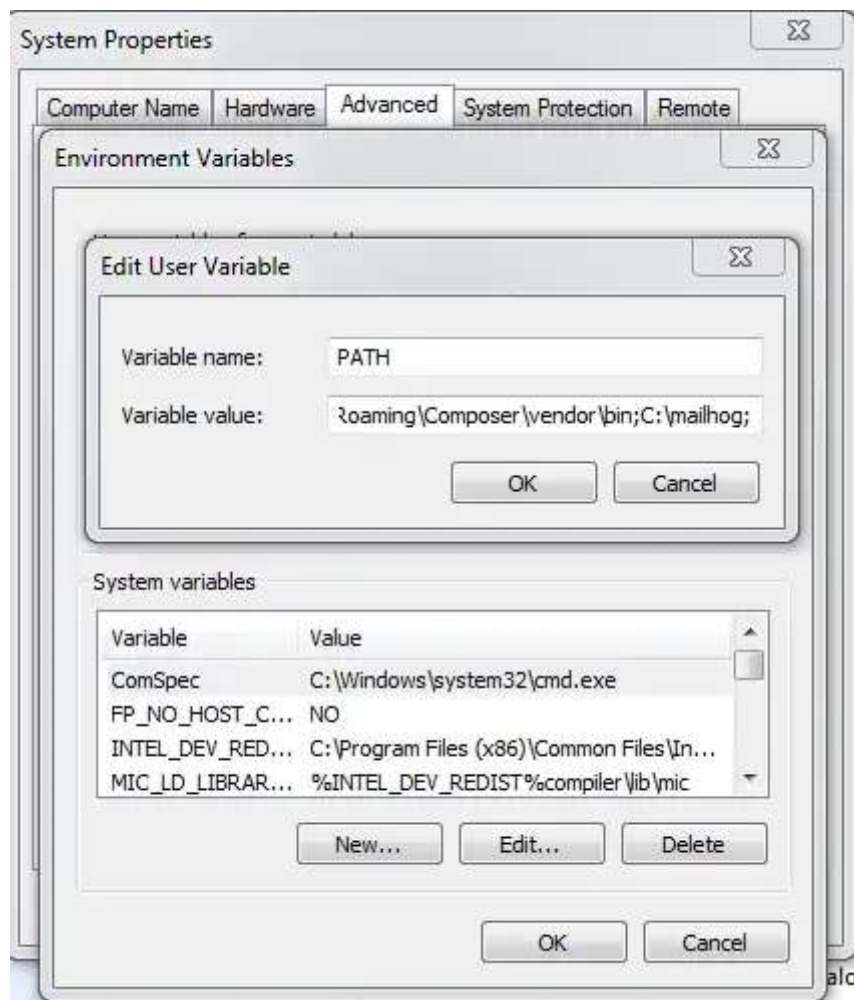 System Properties
Computer Name Hardware Advanced System Protection Remote
Environment Variables
Edit User Variable
Variable name: PATH
Variable value: Roaming\Composer\vendor\bin;C:\mailhog;
OK Cancel
System variables
Variable Value
ComSpec C:\Windows\system32\cmd.exe
FP_NO_HOST_C... NO
INTEL_DEV_RED... C:\Program Files (x86)\Common Files\In...
MIC_LD_LIBRAR... %INTEL_DEV_REDIST%compiler\lib\mic
New... Edit... Delete
OK Cancel